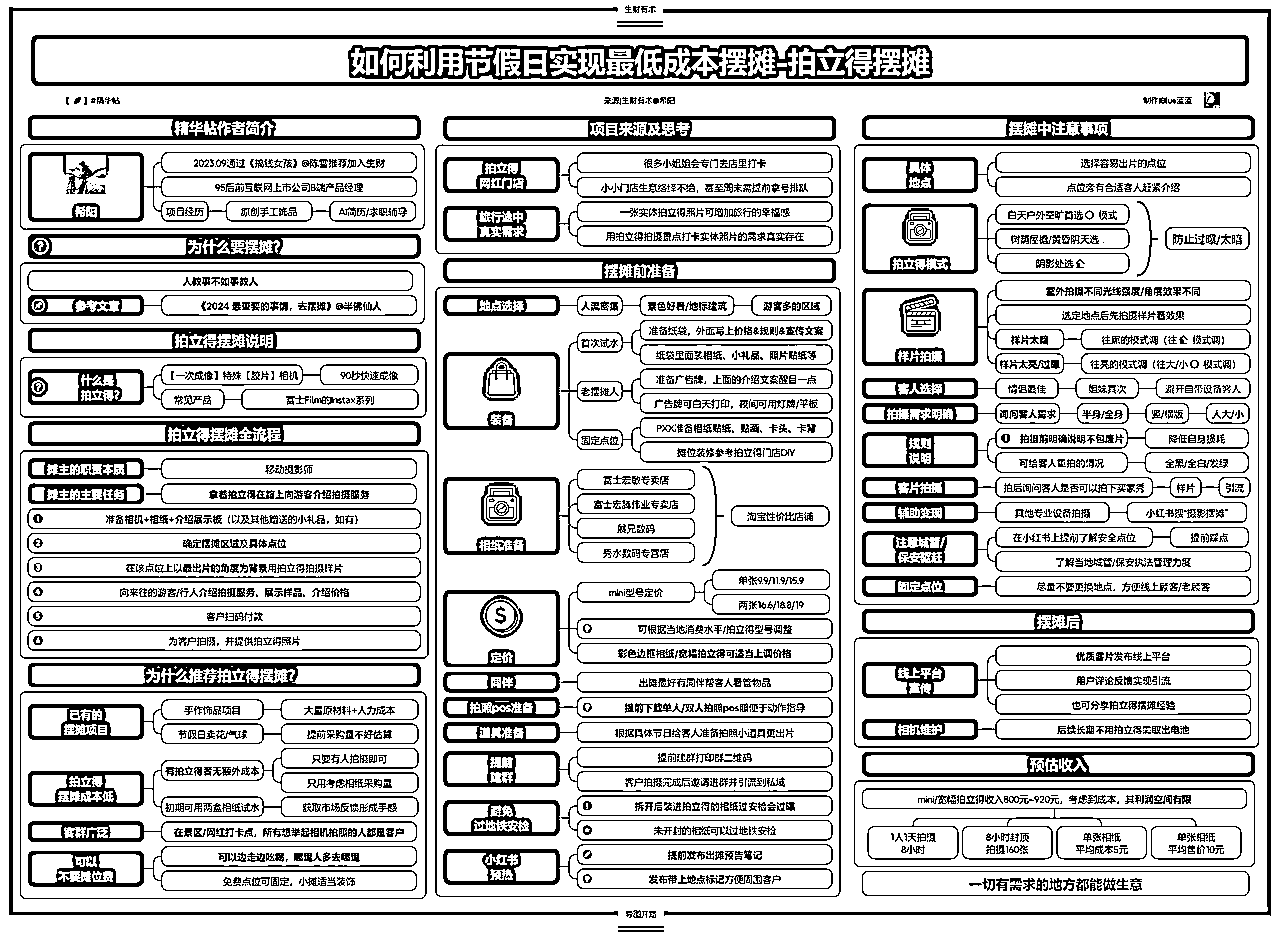 生财有术
如何利用节假日实现最低成本摆摊-拍立得摆摊
#精华帖
来源|生财有术@希阳
制作|Blue蓝蓝
精华帖作者简介
希阳
2023.09通过《搞钱女孩》@陈雪推荐加入生财
95后前互联网上市公司B端产品经理
项目经历
原创手工饰品
AI简历/求职辅导
为什么要摆摊?
人教事不如事教人
参考文章
《2024 最重要的事情,去摆摊》@半佛仙人
拍立得摆摊说明
什么是
拍立得?
【一次成像】特殊【胶片】相机
90秒快速成像
常见产品
富士Film的instax系列
拍立得摆摊全流程
摊主的职责本质
移动摄影师
摊主的主要任务
拿着拍立得在路上向游客介绍拍摄服务
准备相机+相纸+介绍展示板(以及其他赠送的小礼品,如有)
确定摆摊区域及具体点位
在该点位上以最出片的角度为背景用拍立得拍摄样片
向来往的游客/行人介绍拍摄服务、展示样品、介绍价格
客户扫码付款
为客户拍摄,并提供拍立得照片
为什么推荐拍立得摆摊?
已有的
摆摊项目
手作饰品项目
大量原材料+人力成本
节假日卖花/气球
提前采购量不好估算
拍立得
摆摊成本低
有拍立得者无额外成本
只要有人拍照即可
只用考虑相纸采购量
初期可用两盒相纸试水
获取市场反馈形成手感
客群广泛
在景区/网红打卡点,所有想举起相机拍照的人都是客户
可以
不要摊位费
可以边走边吆喝,哪里人多去哪里
免费点位可固定,小摊适当装饰
项目来源及思考
拍立得
网红门店
很多小姐姐会专门去店里打卡
小小门店生意络绎不绝,甚至周末需提前拿号排队
旅行途中
真实需求
一张实体拍立得照片可增加旅行的幸福感
用拍立得拍摄景点打卡实体照片的需求真实存在
摆摊前准备
地点选择
人流密集
景色好看/地标建筑
游客多的区域
装备
首次试水
准备纸袋,外面写上价格&规则&宣传文案
纸袋里面装相纸、小礼品、照片贴纸等
老摆摊人
准备广告牌,上面的介绍文案醒目一点
广告牌可白天打印,夜间可用灯牌/平板
固定点位
PXX准备相纸贴纸、贴画、卡头、卡背
摊位装修参考拍立得门店DIY
相纸准备
富士宏敏专卖店
富士宏腾伟业专卖店
晨光数码
秀水数码专营店
淘宝性价比店铺
定价
mini型号定价
单张9.9/11.9/15.9
两张16.6/18.8/19
可根据当地消费水平/拍立得型号调整
彩色边框相纸/宽幅拍立得可适当上调价格
同伴
出摊最好有同伴帮客人看管物品
拍照pos准备
提前下载单人/双人拍照pos照便于动作指导
道具准备
根据具体节日给客人准备拍照小道具更出片
提前
建群
提前建群打印群二维码
客户拍摄完成后邀请进群并引流到私域
避免
过地铁安检
拆开后装进拍立得的相纸过安检会过曝
未开封的相纸可以过地铁安检
小红书
预热
提前发布出摊预告笔记
发布带上地点标记方便周围客户
摆摊中注意事项
具体
地点
选择容易出片的点位
点位旁有合适客人赶紧介绍
拍立得模式
白天户外空旷首选 模式
树荫屋檐/黄昏阴天选
阴影处选
防止过曝/太暗
样片拍摄
室外拍摄不同光线强度/角度效果不同
选定地点后先拍摄样片看效果
样片太暗
往暗的模式调(往 模式调)
样片太亮/过曝
往亮的模式调(往大/小 模式调)
客人选择
情侣最佳
姐妹其次
避开自带设备客人
拍摄需求明确
询问客人需求
半身/全身
竖/横版
人大/小
规则
说明
拍摄前明确说明不包废片
降低自身损耗
可给客人重拍的情况
全黑/全白/发绿
客片拍摄
拍后询问客人是否可以拍下买家秀
样片
引流
辅助变现
其他专业设备拍摄
小红书搜“摄影摆摊”
注意城管/
保安驱赶
在小红书上提前了解安全点位
提前踩点
了解当地城管/保安执法管理力度
固定点位
尽量不要更换地点,方便线上顾客/老顾客
摆摊后
线上平台
宣传
优质客片发布线上平台
用户评论反馈实现引流
也可分享拍立得摆摊经验
相机维护
后续长期不用拍立得需取出电池
预估收入
mini/宽幅拍立得收入800元~920元,考虑到成本,其利润空间有限
1人1天拍摄
8小时
8小时封顶
拍摄160张
单张相纸
平均成本5元
单张相纸
平均售价10元
一切有需求的地方都能做生意